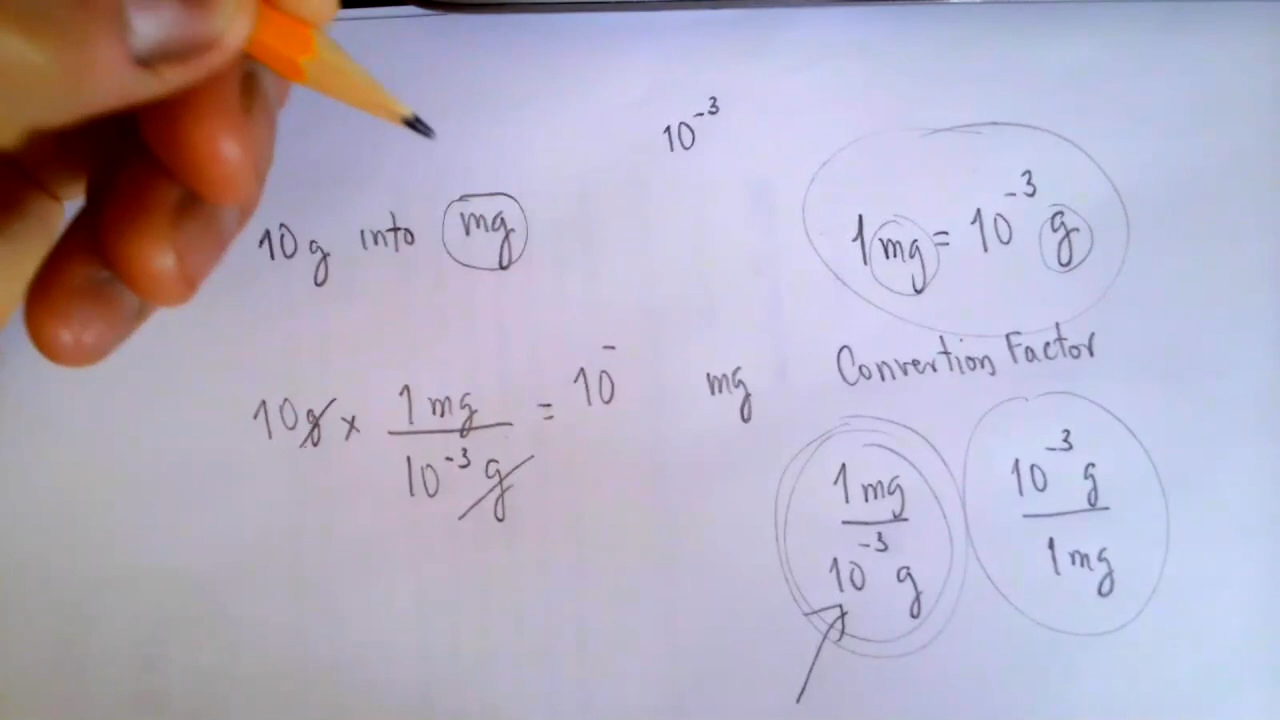 10⁻³
1mg = 10⁻³ g
10g into mg
Convertion Factor
10g x 1mg / 10⁻³ g = 10⁻ mg
1mg / 10⁻³ g
10⁻³ g / 1mg